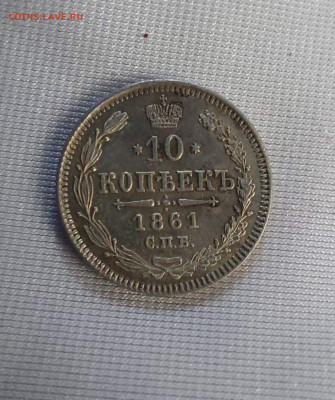 COINS.LAVE.RU
* 10 *
КОПѢЕКЪ
1861
С.П.Б.